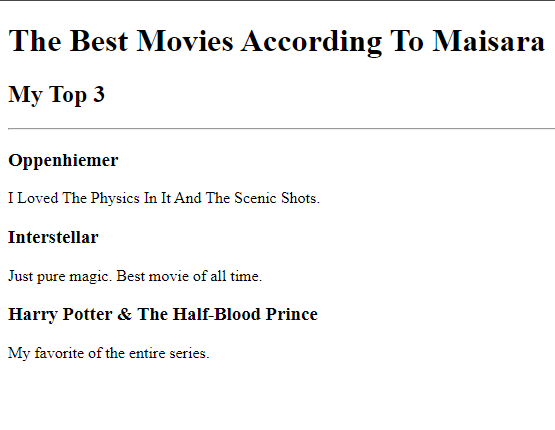 The Best Movies According To Maisara
My Top 3
Oppenhiemer
I Loved The Physics In It And The Scenic Shots.
Interstellar
Just pure magic. Best movie of all time.
Harry Potter & The Half-Blood Prince
My favorite of the entire series.